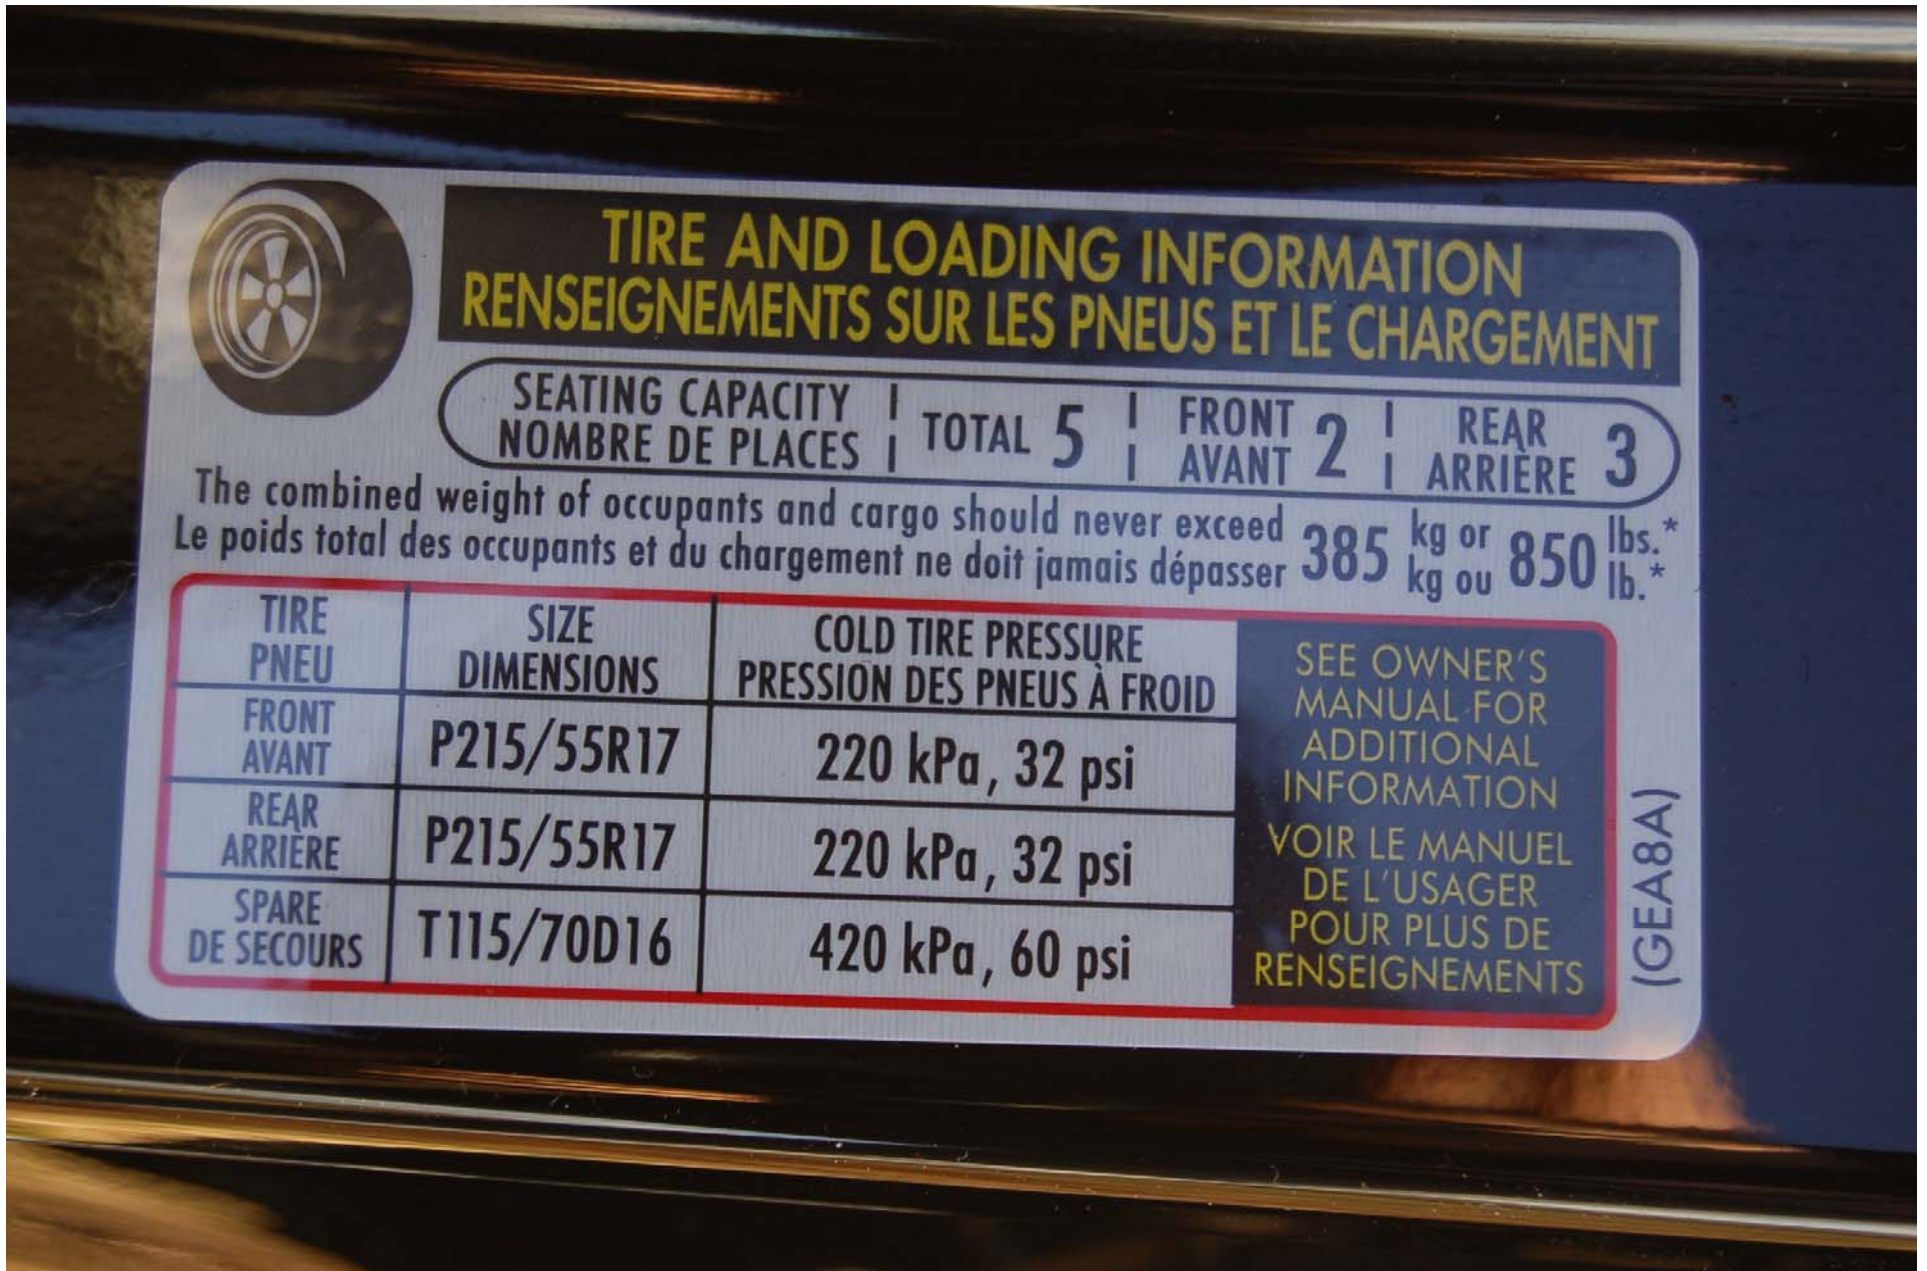 TIRE AND LOADING INFORMATION
RENSEIGNEMENTS SUR LES PNEUS ET LE CHARGEMENT
SEATING CAPACITY
NOMBRE DE PLACES
TOTAL 5
FRONT
AVANT
2
REAR
ARRIÈRE
3
The combined weight of occupants and cargo should never exceed 385 kg or 850 lbs.*
Le poids total des occupants et du chargement ne doit jamais dépasser 385 kg ou 850 lb.*
TIRE
PNEU
SIZE
DIMENSIONS
COLD TIRE PRESSURE
PRESSION DES PNEUS À FROID
FRONT
AVANT
P215/55R17
220 kPa, 32 psi
REAR
ARRIÈRE
P215/55R17
220 kPa, 32 psi
SPARE
DE SECOURS
T115/70D16
420 kPa, 60 psi
SEE OWNER'S
MANUAL FOR
ADDITIONAL
INFORMATION
VOIR LE MANUEL
DE L'USAGER
POUR PLUS DE
RENSEIGNEMENTS
(GEA8A)